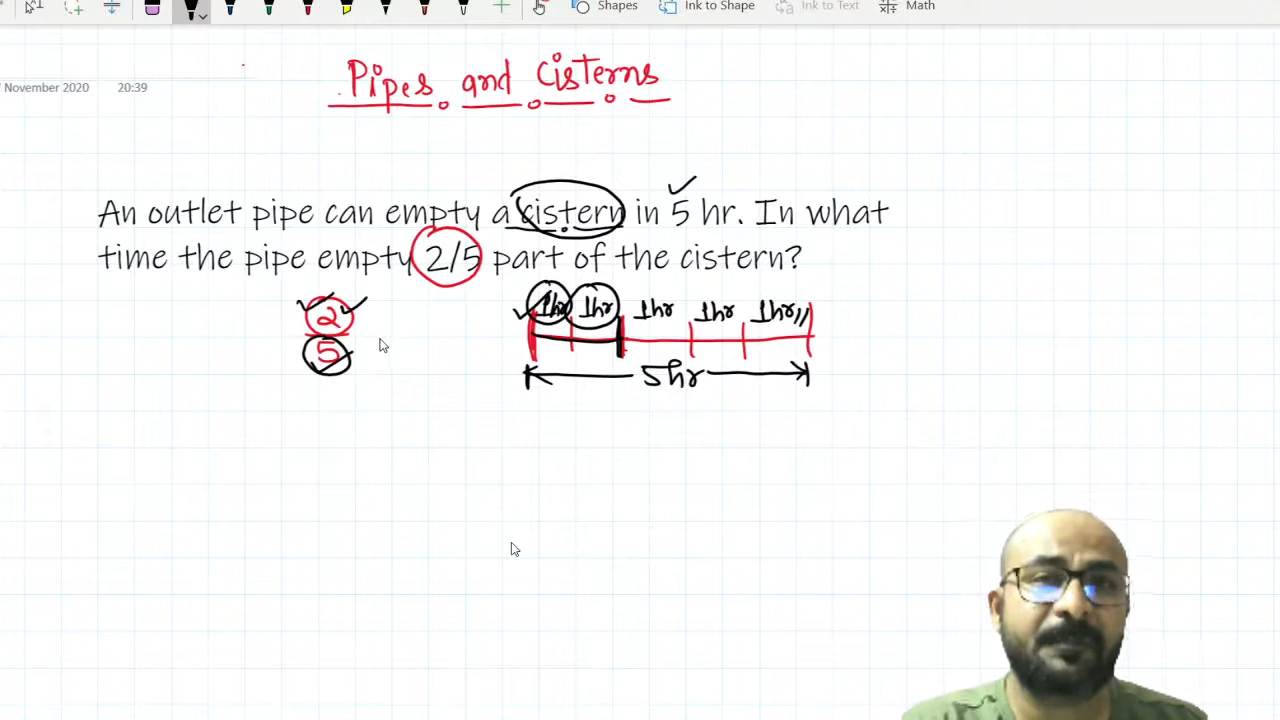 Shapes Ink to Shape Ink to Text Math
November 2020 20:39
Pipes and Cisterns
An outlet pipe can empty a cistern in 5 hr. In what
time the pipe empty 2/5 part of the cistern?
2
5
1hr 1hr 1hr 1hr 1hr
5hr